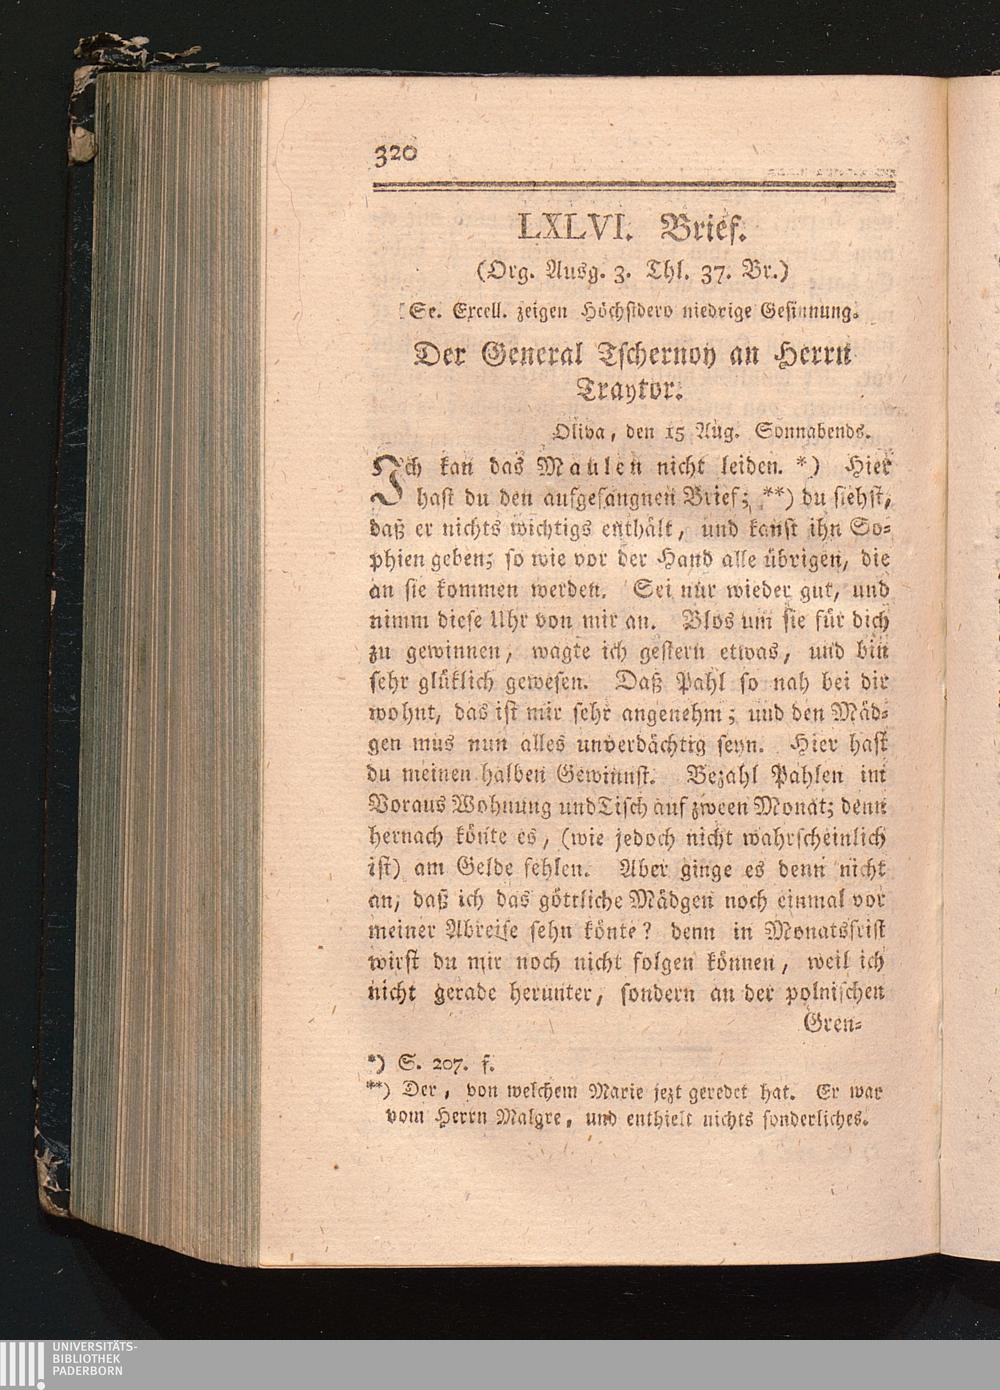 320
LXLVI. Brief.
(Org. Ausg. 3. Thl. 37. Br.)
Se. Excell. zeigen Höchstdero niedrige Gesinnung.
Der General Tschernoy an Herrn
Traytor.
Oliva, den 15 Aug. Sonnabends.
Ich kan das Maulen nicht leiden. *) Hier
hast du den aufgefangnen Brief; **) du siehst,
daß er nichts wichtigs enthält, und kanst ihn So-
phien geben; so wie vor der Hand alle übrigen, die
an sie kommen werden. Sei nur wieder gut, und
nimm diese Uhr von mir an. Blos um sie für dich
zu gewinnen, wagte ich gestern etwas, und bin
sehr glüklich gewesen. Daß Pahl so nah bei dir
wohnt, das ist mir sehr angenehm; und den Mäd-
gen mus nun alles unverdächtig seyn. Hier hast
du meinen halben Gewinnst. Bezahl Pahlen im
Voraus Wohnung und Tisch auf zween Monat; denn
hernach könte es, (wie jedoch nicht wahrscheinlich
ist) am Gelde fehlen. Aber ginge es denn nicht
an, daß ich das göttliche Mädgen noch einmal vor
meiner Abreise sehn könte? denn in Monatsfrist
wirst du mir noch nicht folgen können, weil ich
nicht gerade herunter, sondern an der polnischen
Gren-
*) S. 207. f.
**) Der, von welchem Marie jezt geredet hat. Er war
vom Herrn Malgre, und enthielt nichts sonderliches.
UNIVERSITÄTS-
BIBLIOTHEK
PADERBORN